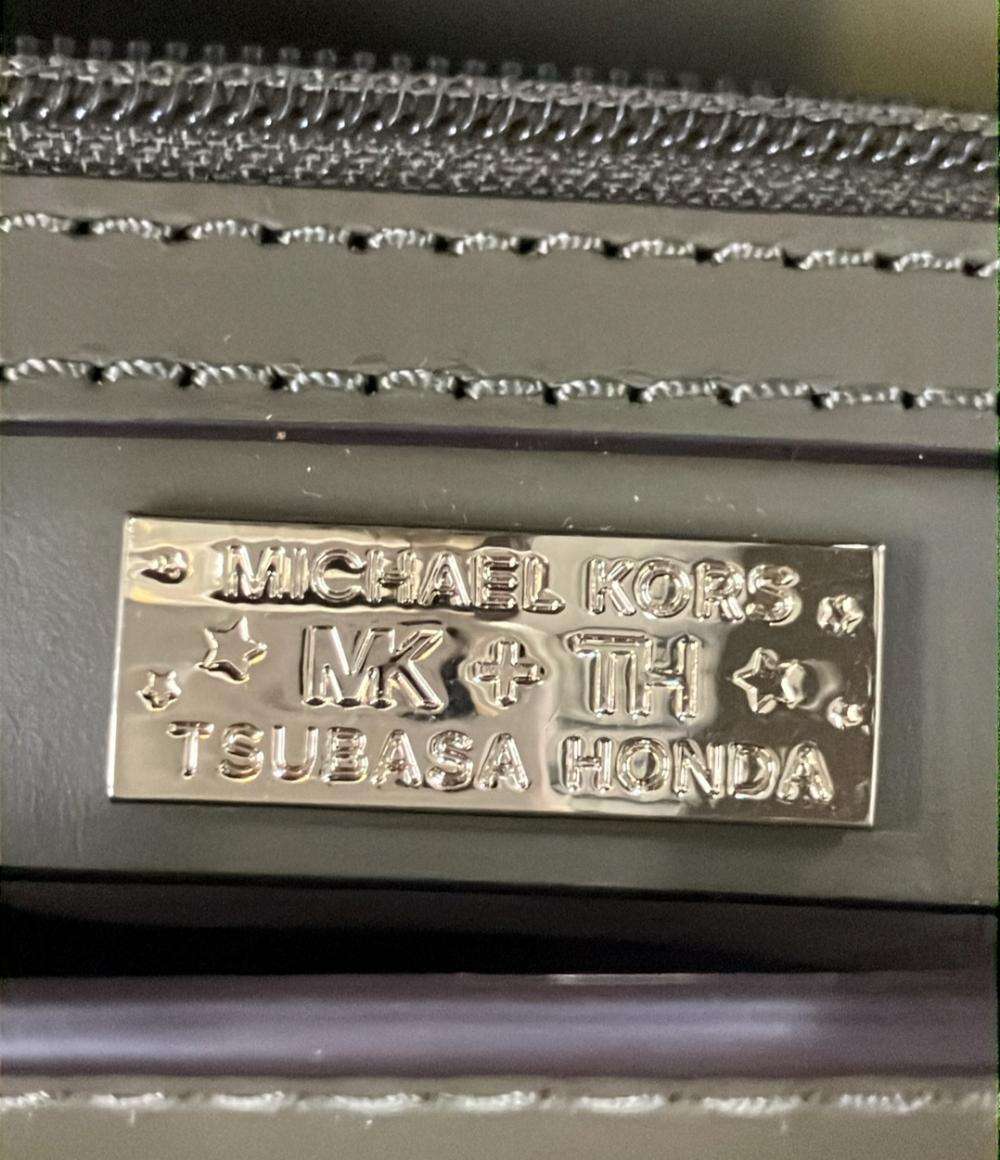 MICHAEL KORS
MK + TH
TSUBASA HONDA